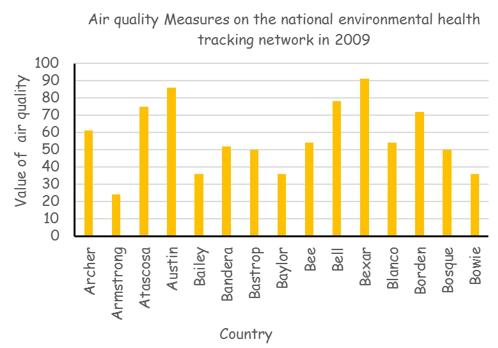 Air quality Measures on the national environmental health
tracking network in 2009
Value of air quality
100
90
80
70
60
50
40
30
20
10
0
Archer
Armstrong
Atascosa
Austin
Bailey
Bandera
Bastrop
Baylor
Bee
Bell
Bexar
Blanco
Borden
Bosque
Bowie
Country